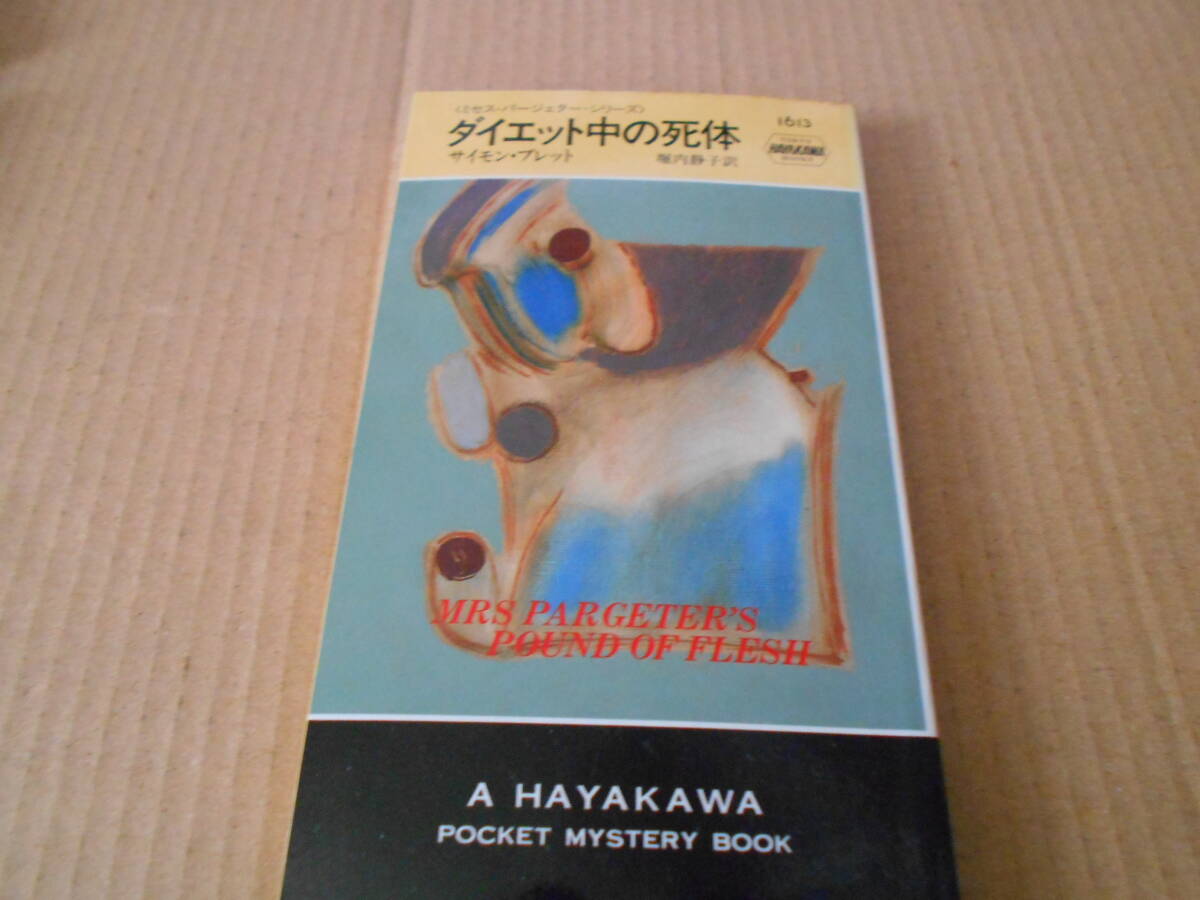 〈ミセス・パージェター・シリーズ〉
ダイエット中の死体
サイモン・ブレット 堀内静子訳
1613
HAYAKAWA
MRS PARGETER'S
POUND OF FLESH
A HAYAKAWA
POCKET MYSTERY BOOK